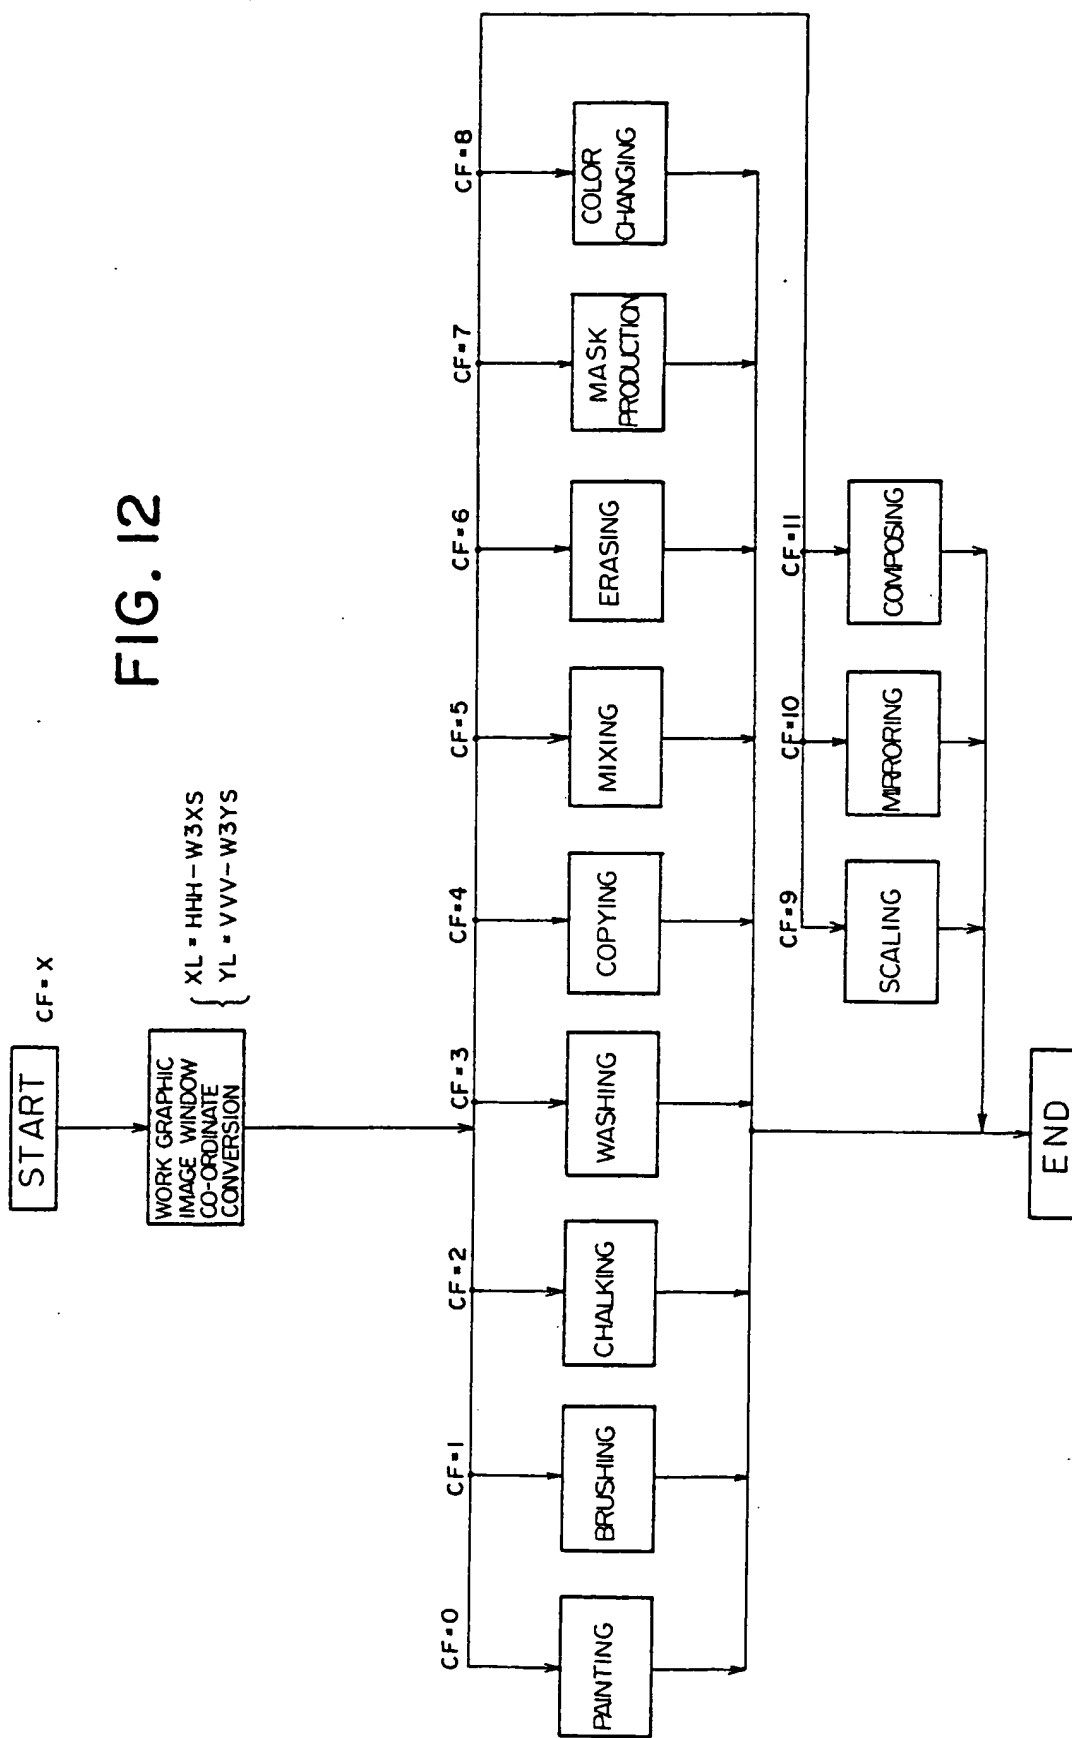 FIG. 12
START
CF=X
WORK GRAPHIC
IMAGE WINDOW
CO-ORDINATE
CONVERSION
XL = HHH-W3XS
YL = VVV-W3YS
CF=0
CF=1
CF=2
CF=3
CF=4
CF=5
CF=6
CF=7
CF=8
PAINTING
BRUSHING
CHALKING
WASHING
COPYING
MIXING
ERASING
MASK
PRODUCTION
COLOR
CHANGING
CF=9
CF=10
CF=11
SCALING
MIRRORING
COMPOSING
END